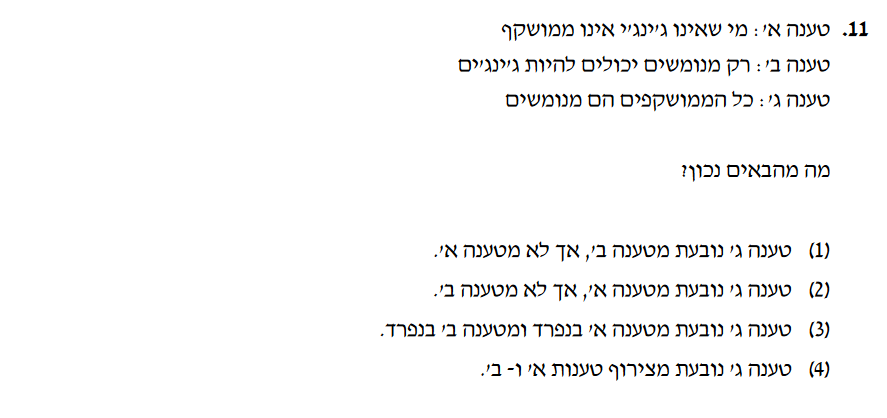 11. טענה א': מי שאינו ג'ינג'י אינו ממושקף
טענה ב': רק מנומשים יכולים להיות ג'ינג'ים
טענה ג': כל הממושקפים הם מנומשים
מה מהבאים נכון?
(1) טענה ג' נובעת מטענה ב', אך לא מטענה א'.
(2) טענה ג' נובעת מטענה א', אך לא מטענה ב'.
(3) טענה ג' נובעת מטענה א' בנפרד ומטענה ב' בנפרד.
(4) טענה ג' נובעת מצירוף טענות א' ו- ב'.